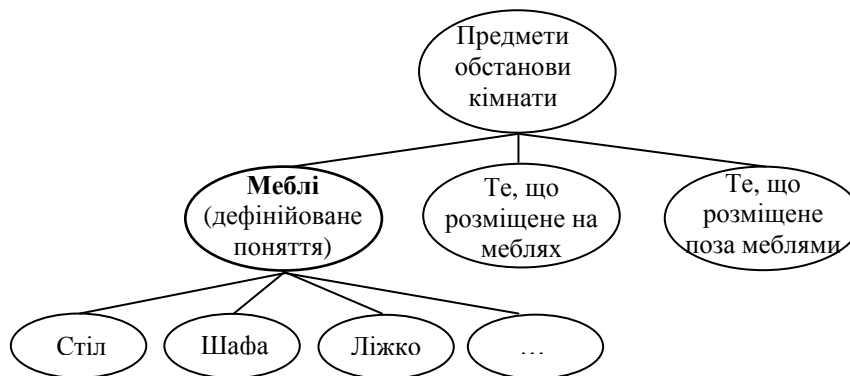 Предмети
обстанови
кімнати
Меблі
(дефінійоване
поняття)
Те, що
розміщене на
меблях
Те, що
розміщене
поза меблями
Стіл
Шафа
Ліжко
…